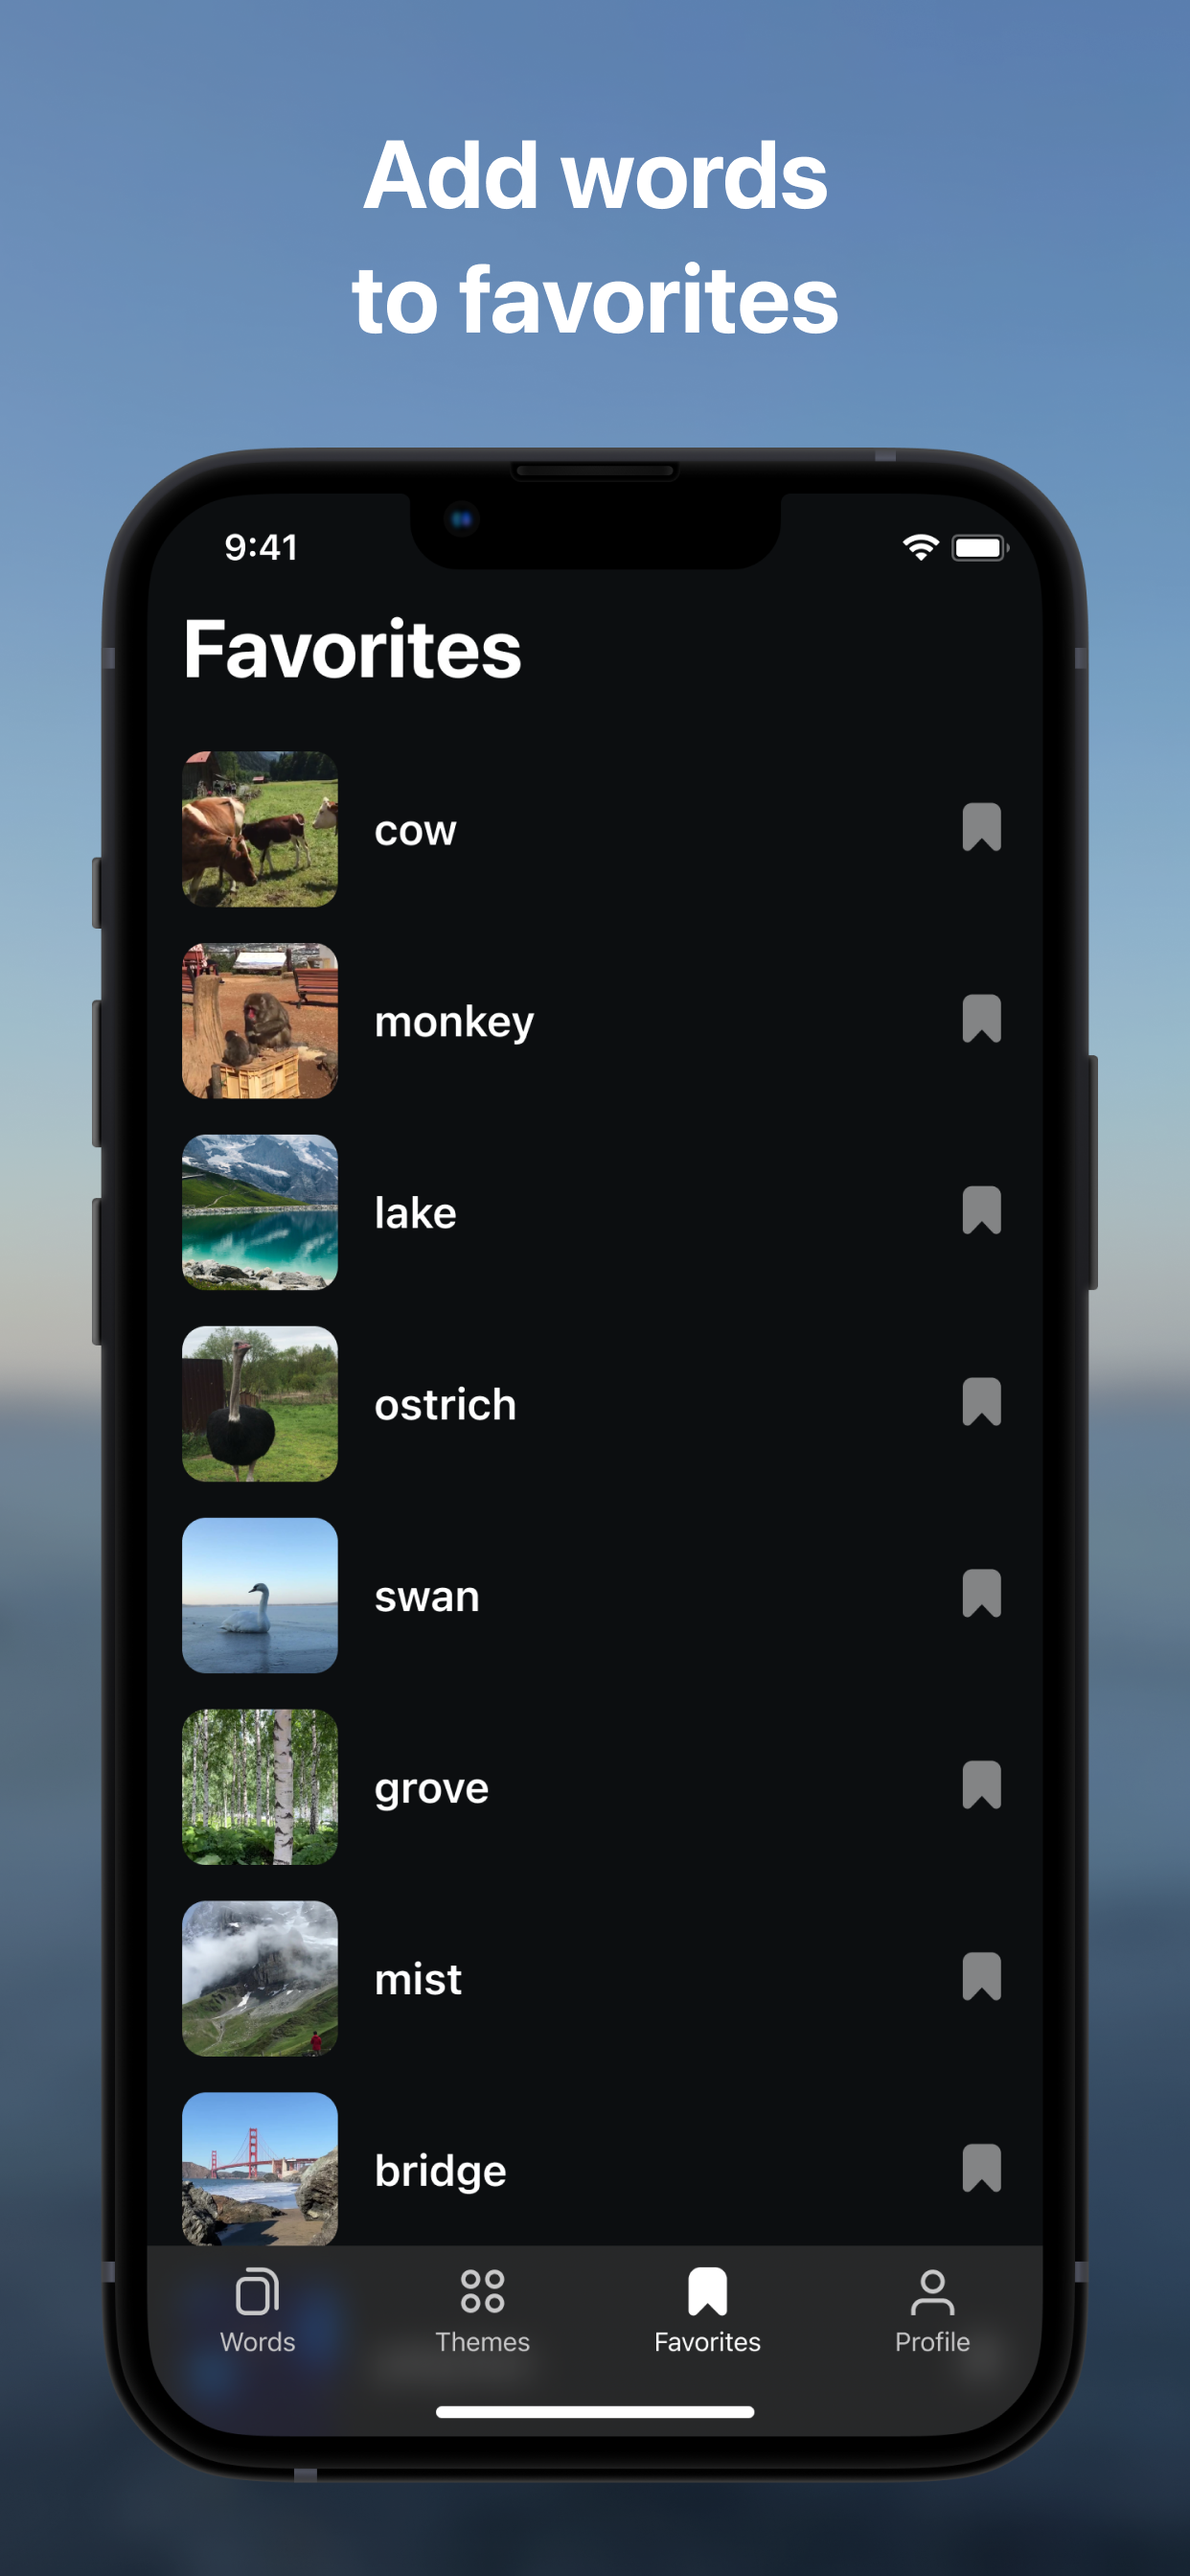 Add words
to favorites
9:41
Favorites
cow
monkey
lake
ostrich
swan
grove
mist
bridge
Words
Themes
Favorites
Profile